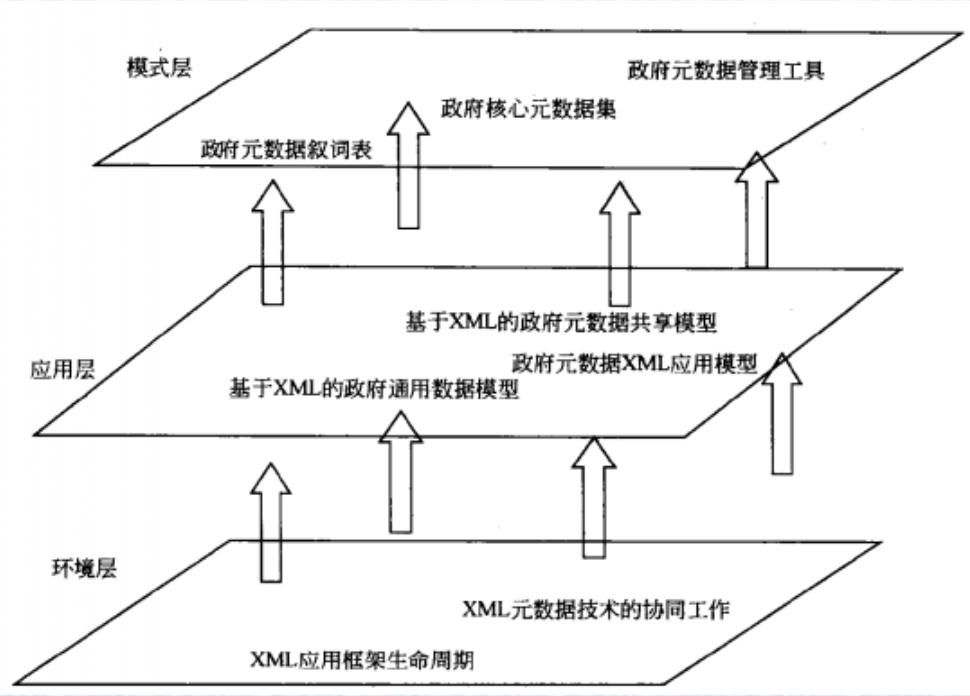 模式层
政府元数据管理工具
政府核心元数据集
政府元数据叙词表
基于XML的政府元数据共享模型
应用层
政府元数据XML应用模型
基于XML的政府通用数据模型
环境层
XML元数据技术的协同工作
XML应用框架生命周期